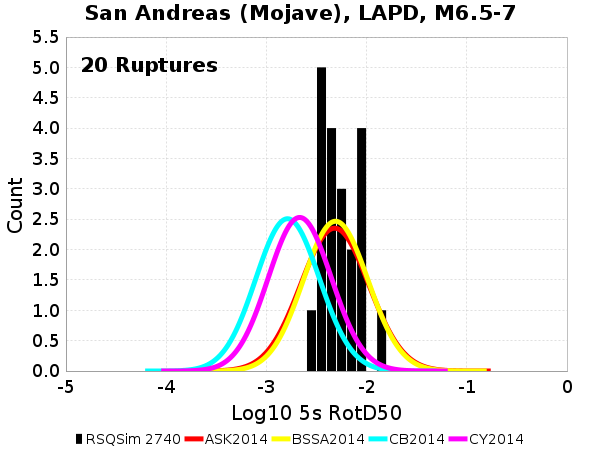 San Andreas (Mojave), LAPD, M6.5-7
5.5
5.0
4.5
4.0
3.5
3.0
2.5
2.0
1.5
1.0
0.5
0.0
Count
20 Ruptures
-5 -4 -3 -2 -1 0
Log10 5s RotD50
RSQSim 2740 ASK2014 BSSA2014 CB2014 CY2014